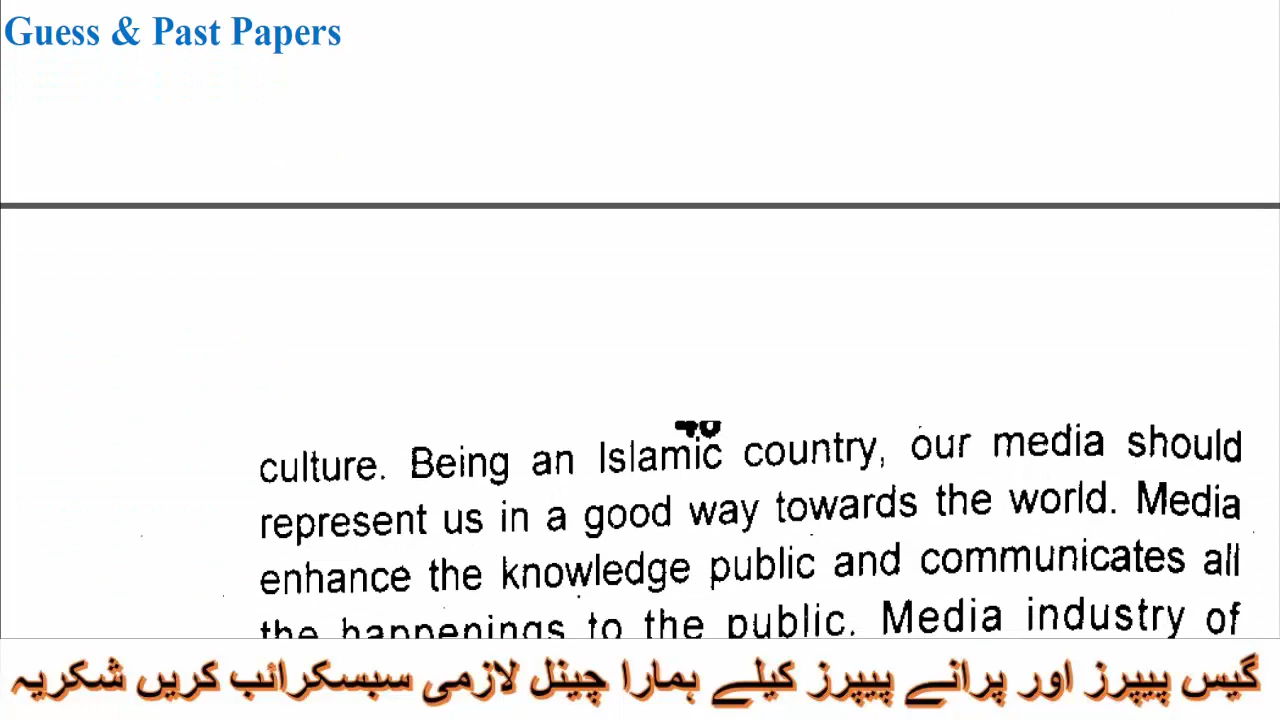 Guess & Past Papers
culture. Being an Islamic country, our media should
represent us in a good way towards the world. Media
enhance the knowledge public and communicates all
the happenings to the public. Media industry of
گیس پیپرز اور پرانے پیپرز کیلے ہمارا چینل لازمی سبسکرائب کریں شکریہ